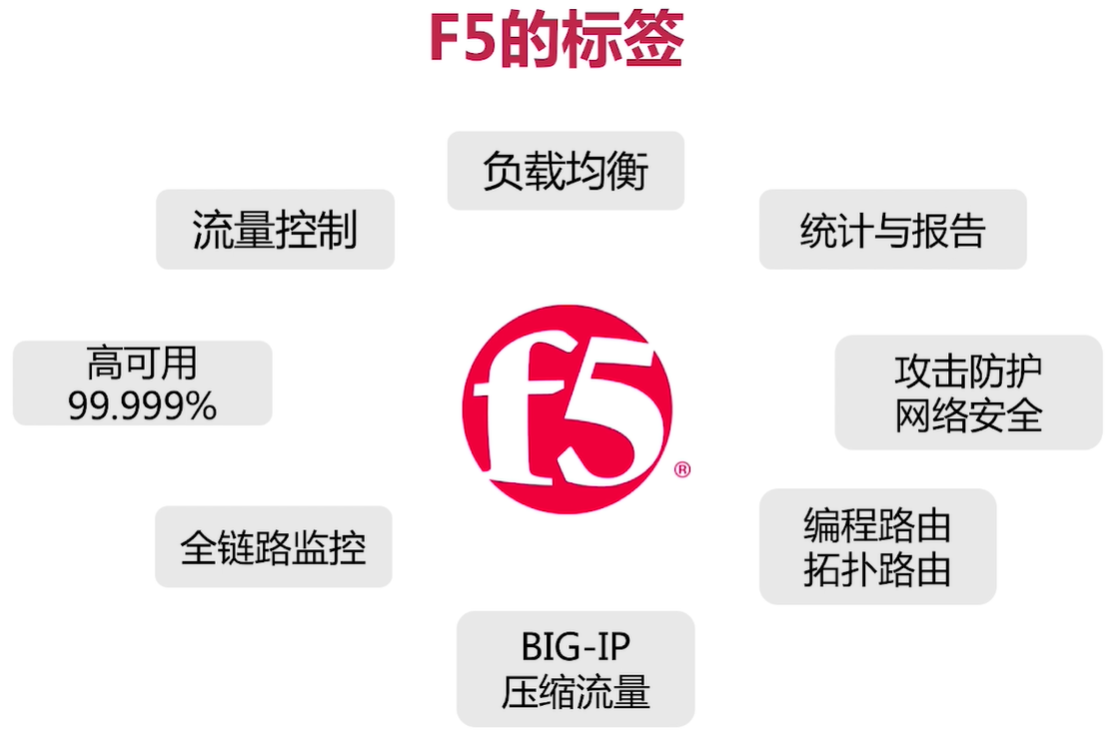 F5的标签
负载均衡
流量控制
统计与报告
高可用
99.999%
攻击防护
网络安全
f5
®
全链路监控
编程路由
拓扑路由
BIG-IP
压缩流量